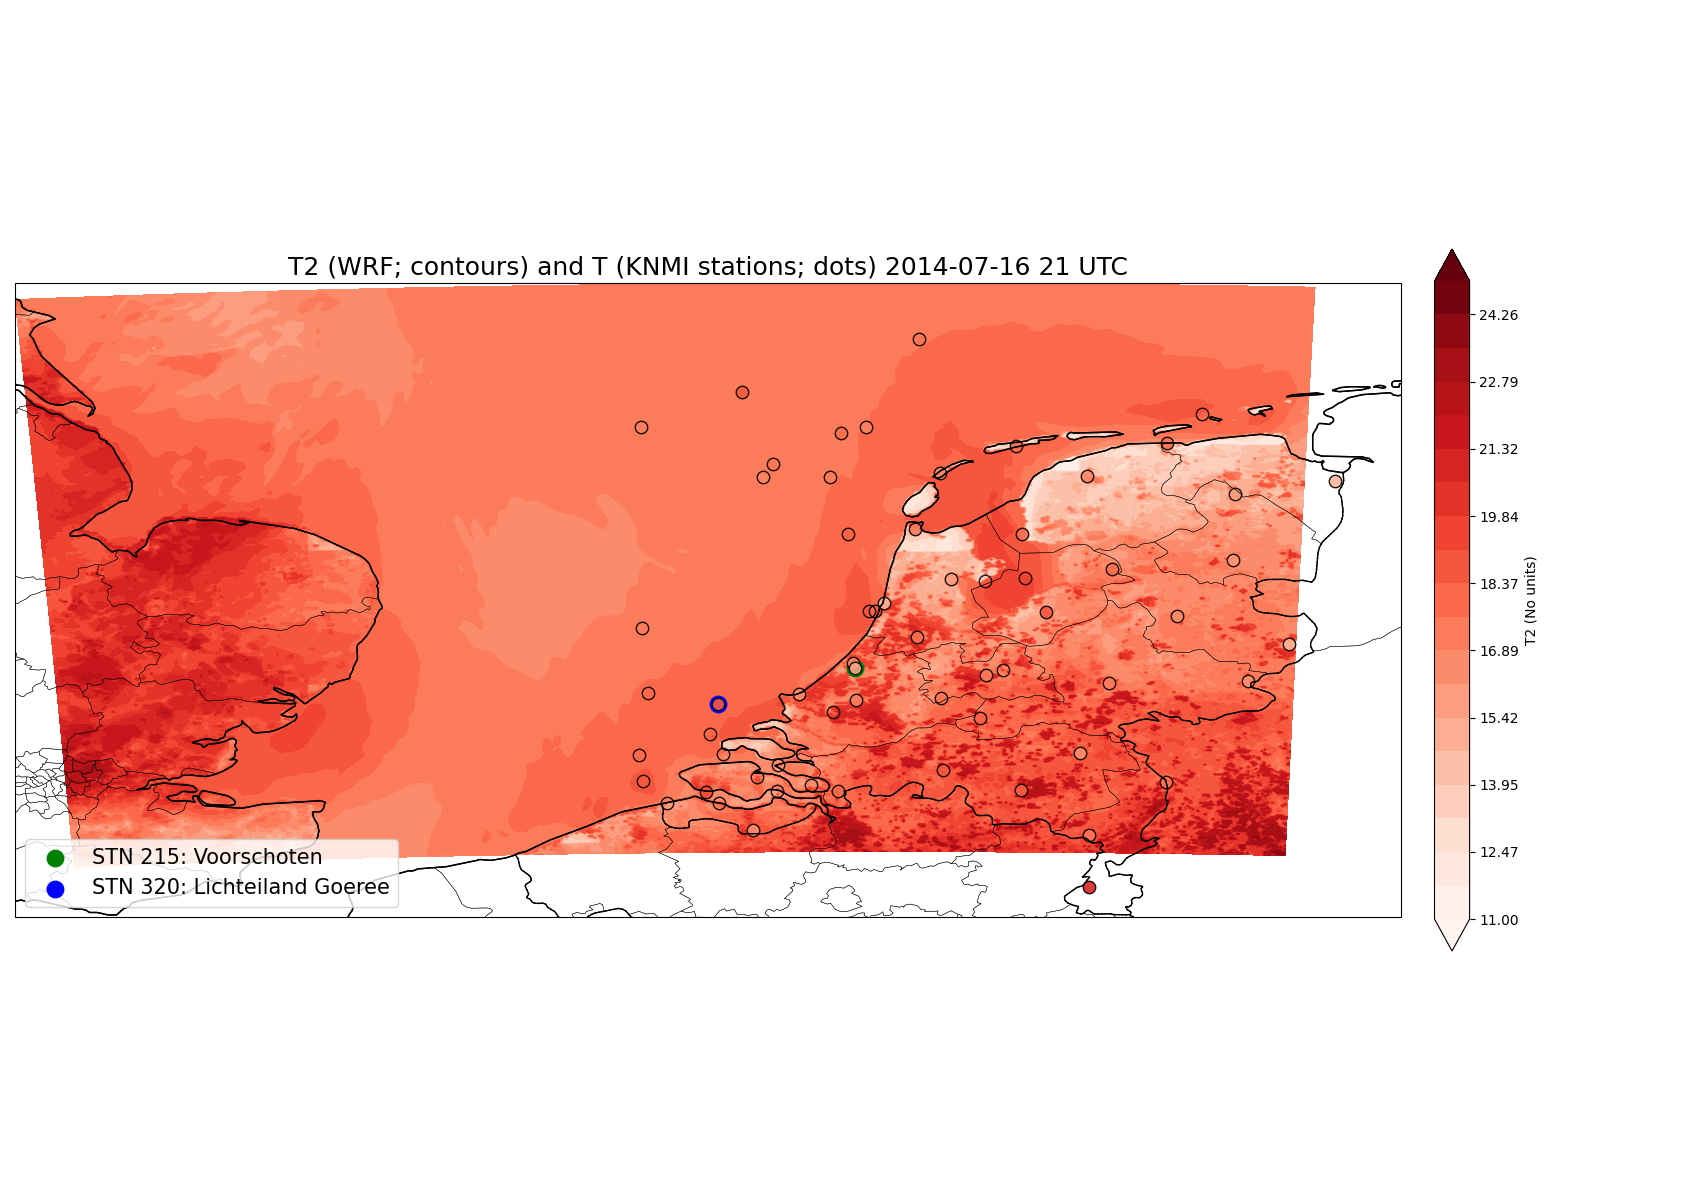 T2 (WRF; contours) and T (KNMI stations; dots) 2014-07-16 21 UTC
24.26
22.79
21.32
19.84
18.37
16.89
15.42
13.95
12.47
11.00
T2 (No units)
STN 215: Voorschoten
STN 320: Lichteiland Goeree